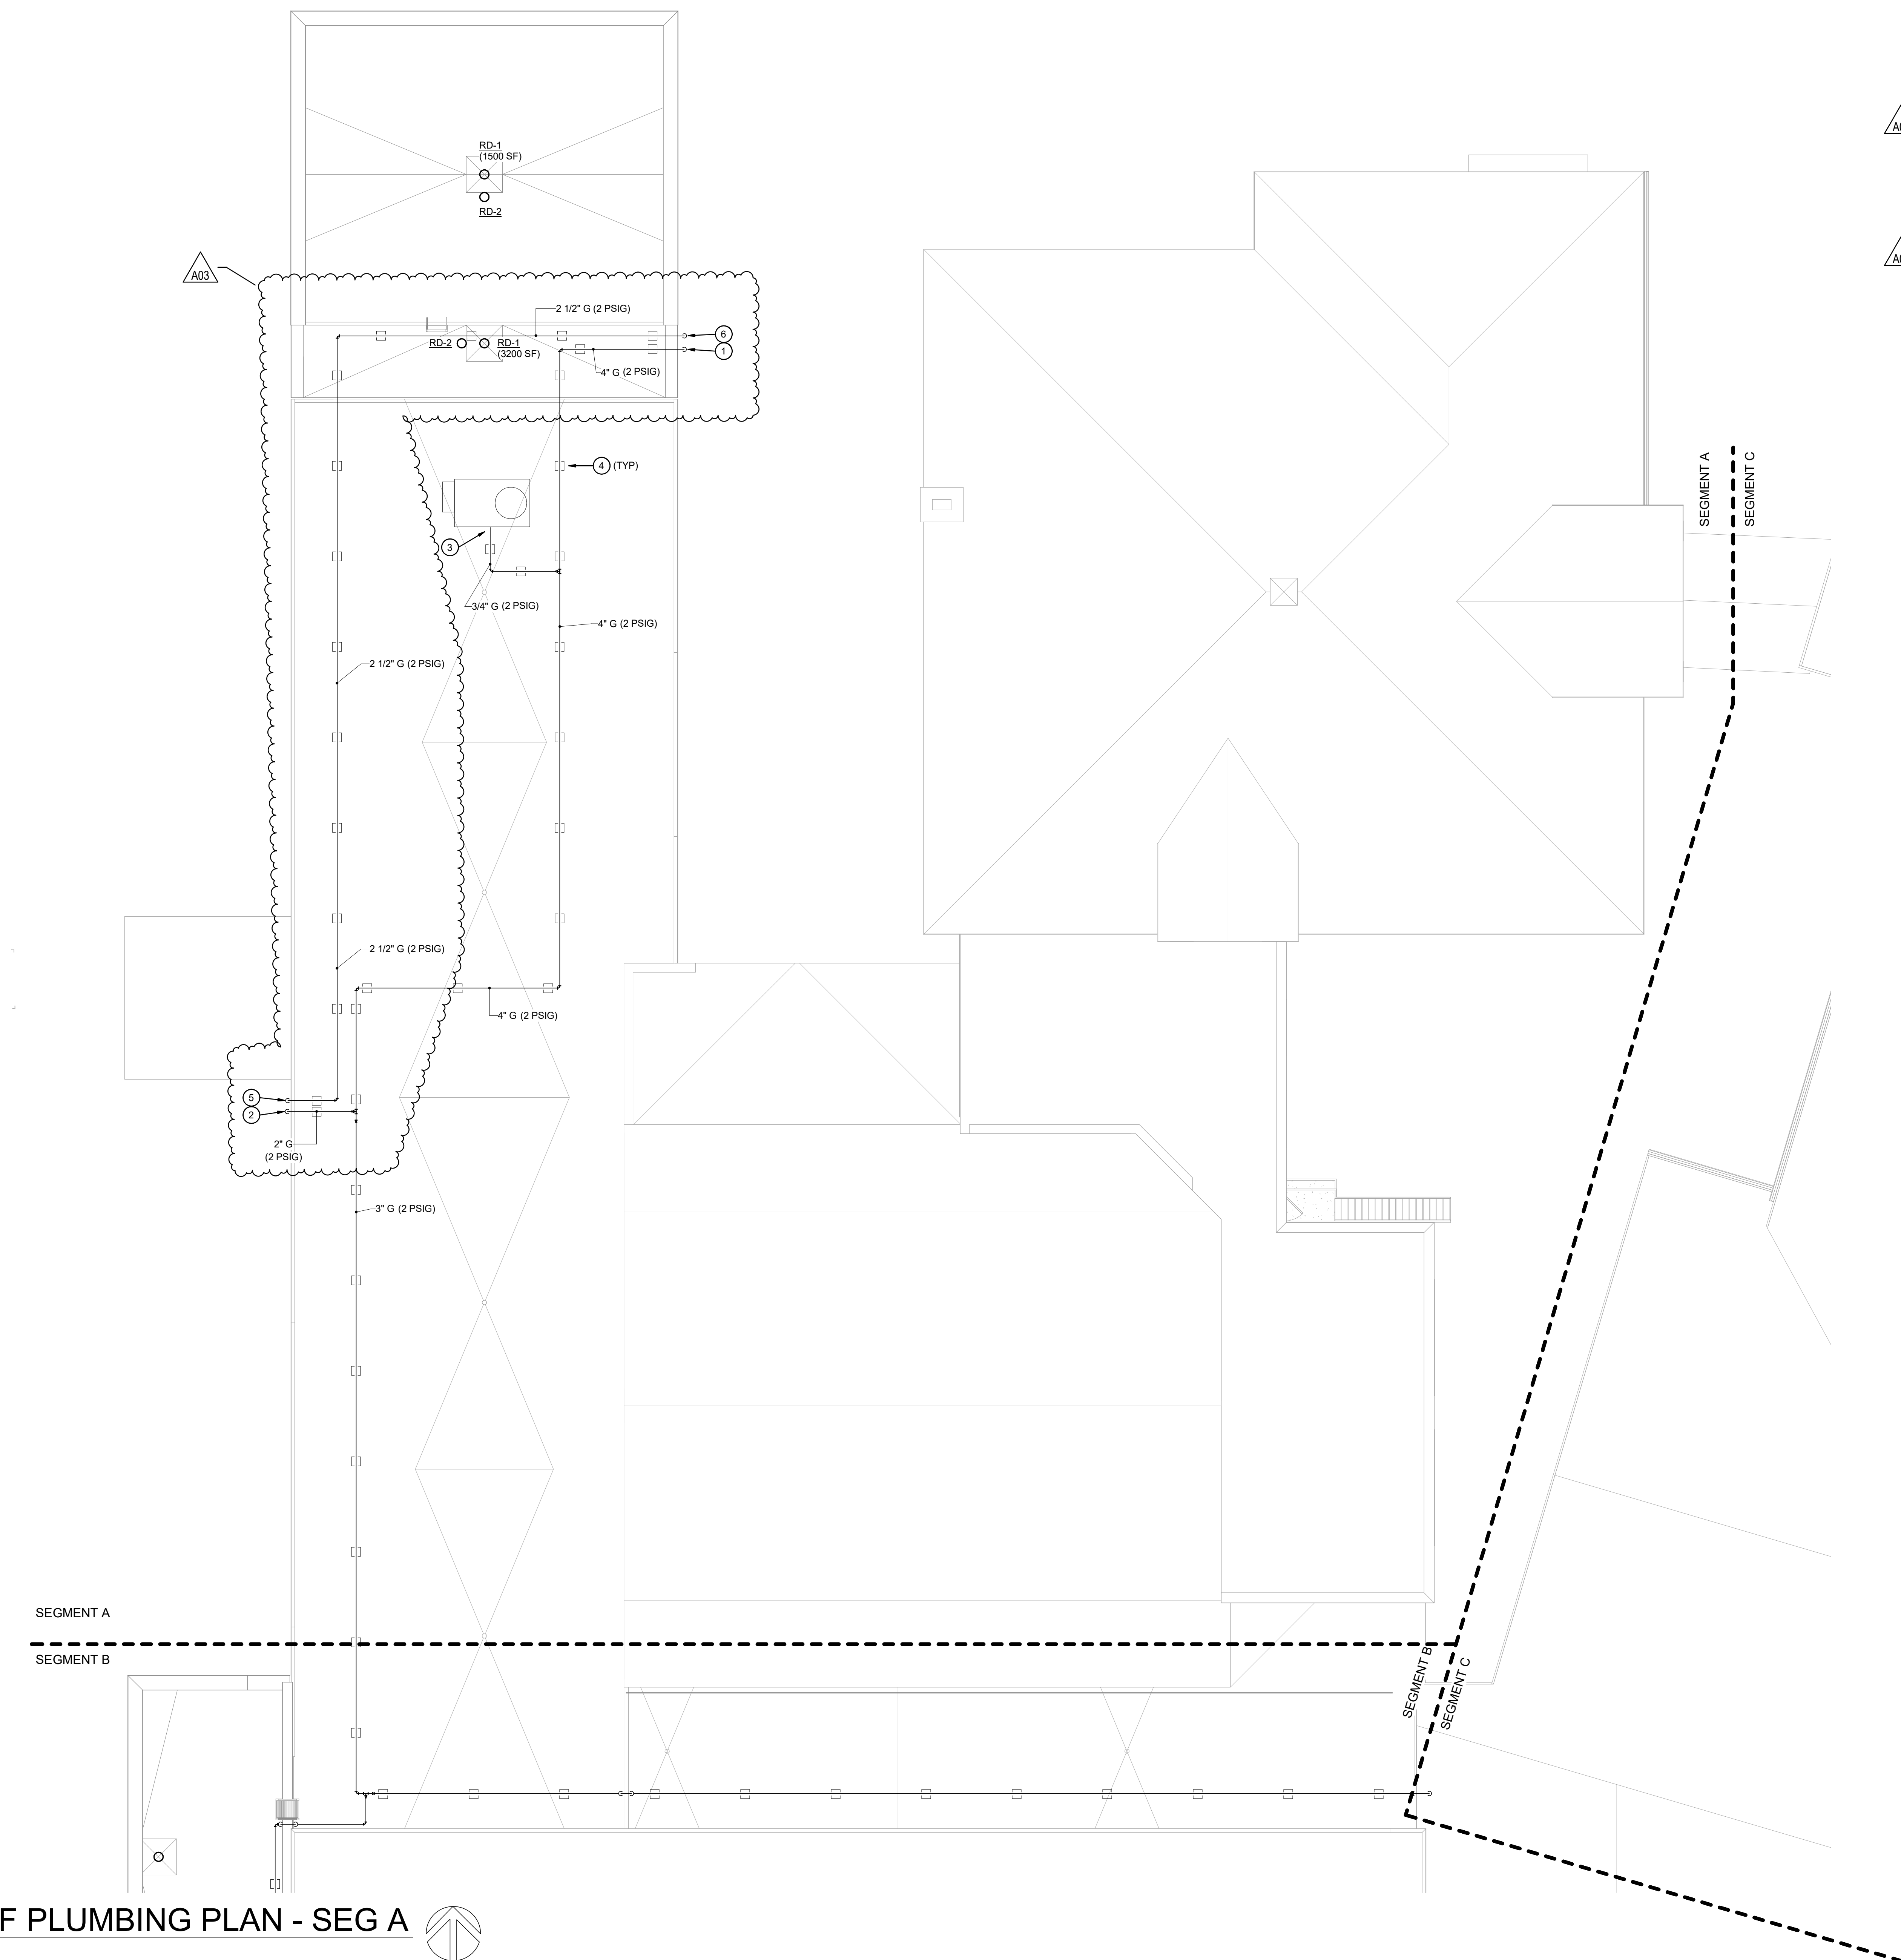 RD-1
(1500 SF)
RD-2
A03
2 1/2" G (2 PSIG)
6
RD-2
RD-1
(3200 SF)
1
4" G (2 PSIG)
4 (TYP)
3
3/4" G (2 PSIG)
4" G (2 PSIG)
2 1/2" G (2 PSIG)
SEGMENT A
SEGMENT C
2 1/2" G (2 PSIG)
4" G (2 PSIG)
5
2
2" G
(2 PSIG)
3" G (2 PSIG)
SEGMENT A
SEGMENT B
SEGMENT B
SEGMENT C
F PLUMBING PLAN - SEG A